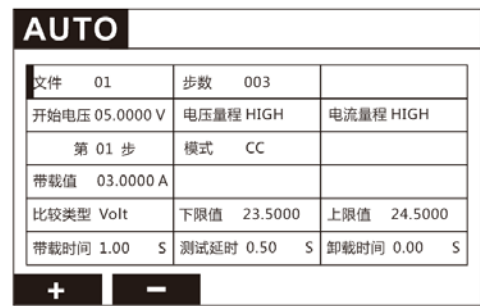 AUTO
文件 01 步数 003
开始电压 05.0000 V 电压量程 HIGH 电流量程 HIGH
第 01 步 模式 CC
带载值 03.0000 A
比较类型 Volt 下限值 23.5000 上限值 24.5000
带载时间 1.00 S 测试延时 0.50 S 卸载时间 0.00 S
+ −